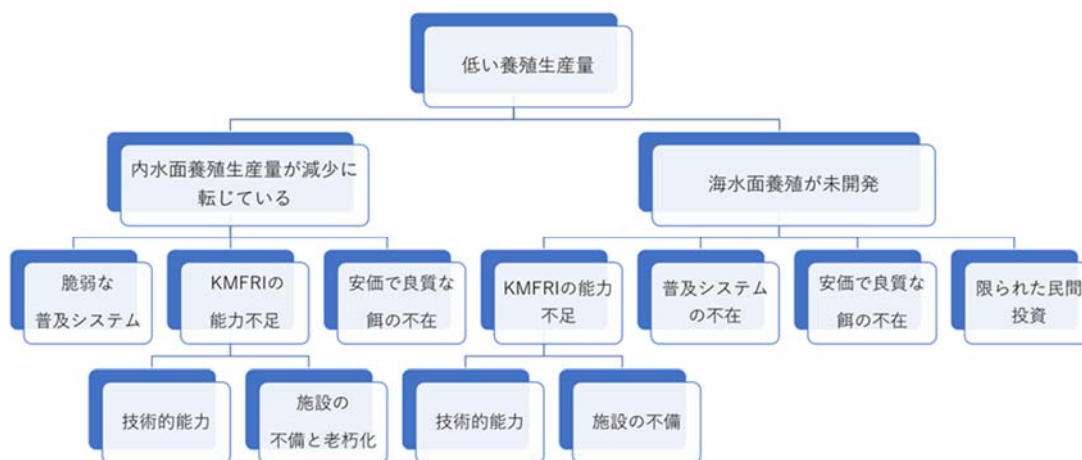 低い養殖生産量
内水面養殖生産量が減少に
転じている
海水面養殖が未開発
脆弱な
普及システム
KMFRIの
能力不足
安価で良質な
餌の不在
KMFRIの能力
不足
普及システム
の不在
安価で良質な
餌の不在
限られた民間
投資
技術的能力
施設の
不備と老朽化
技術的能力
施設の不備